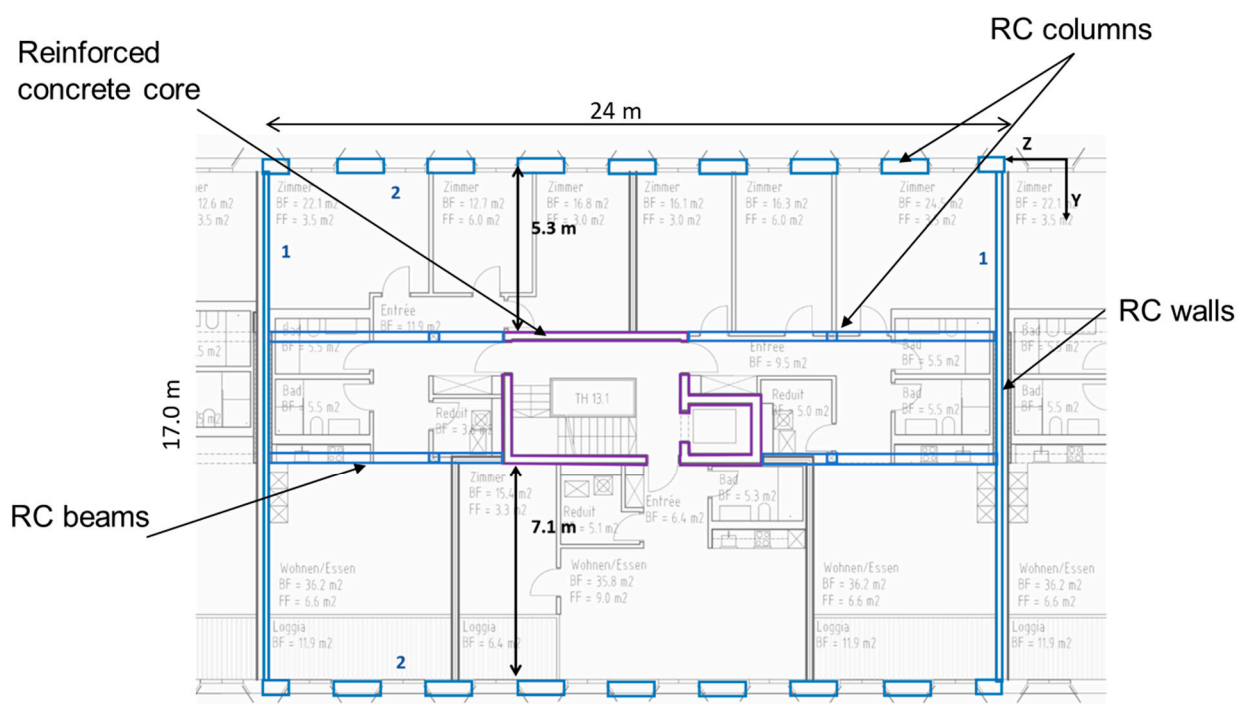 RC columns
Reinforced
concrete core
24 m
Z
Y
Zimmer
BF = 22.1 m2
FF = 3.5 m2
2
Zimmer
BF = 12.7 m2
FF = 6.0 m2
Zimmer
BF = 16.8 m2
FF = 3.0 m2
Zimmer
BF = 16.1 m2
FF = 3.0 m2
Zimmer
BF = 16.3 m2
FF = 6.0 m2
Zimmer
Zimmer
BF = 22.1
FF = 3.5 m2
12.6 m2
3.5 m2
5.3 m
1
1
RC walls
Entrée
BF = 11.9 m2
Bad
BF = 5.5 m2
Entrée
BF = 9.5 m2
Bad
BF = 5.5 m2
Bad
BF = 5.5 m2
17.0 m
Bad
BF = 5.5 m2
Reduit
TH 13.1
Reduit
BF = 5.0 m2
Bad
BF = 5.5 m2
Bad
BF = 5.5 m2
RC beams
Zimmer
BF = 15.4
FF = 3.3 m2
7.1 m
Reduit
= 5.1 m2
Entrée
BF = 6.4 m2
Bad
BF = 5.3 m2
Wohnen/Essen
BF = 36.2 m2
FF = 6.6 m2
Wohnen/Essen
BF = 35.8 m2
FF = 9.0 m2
Wohnen/Essen
BF = 36.2 m2
FF = 6.6 m2
Wohnen/Essen
BF = 36.2 m2
FF = 6.6 m2
Loggia
BF = 11.9 m2
Loggia
BF = 6.4 m2
Loggia
BF = 11.9 m2
Loggia
BF = 11.9 m2
2